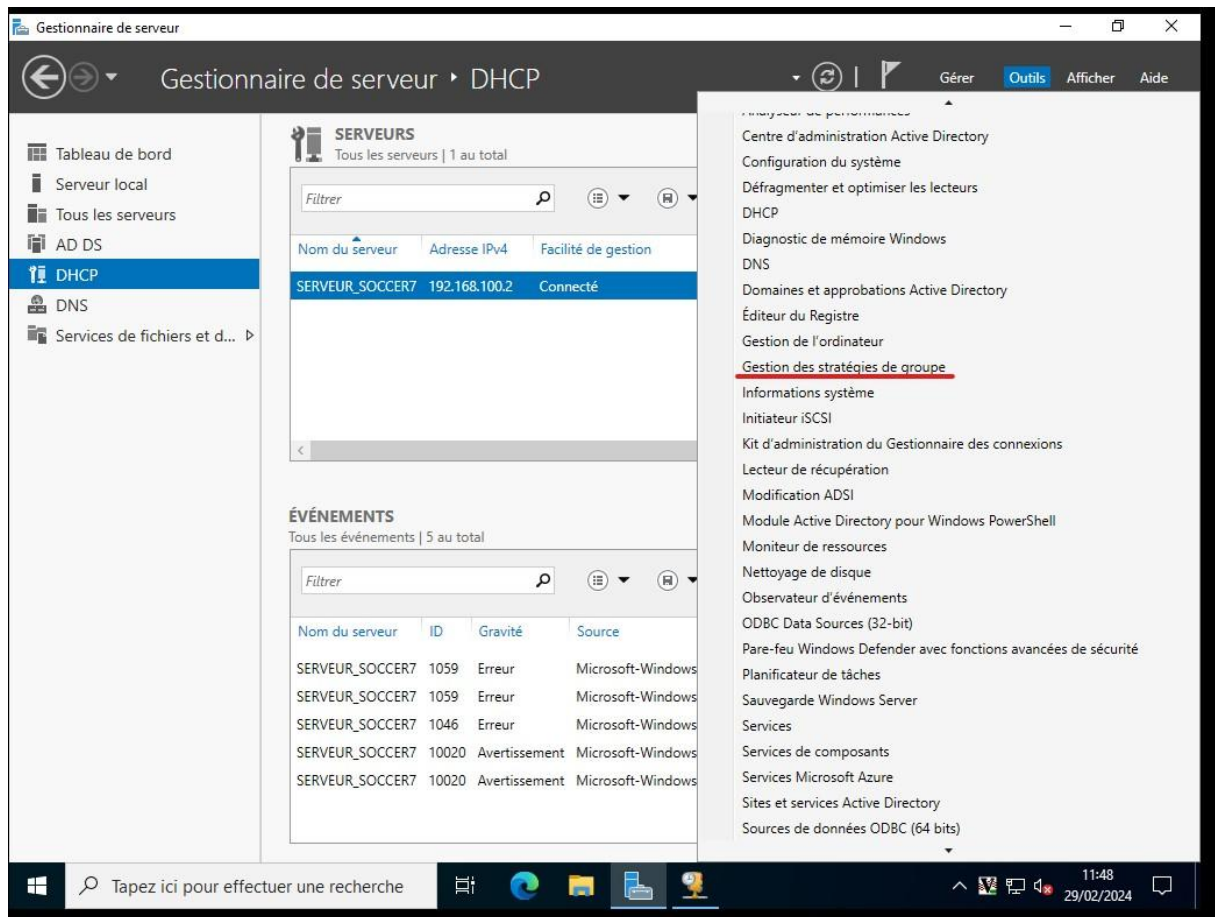 Gestionnaire de serveur
Gestionnaire de serveur • DHCP
Gérer Outils Afficher Aide
Tableau de bord
Serveur local
Tous les serveurs
AD DS
DHCP
DNS
Services de fichiers et d...
SERVEURS
Tous les serveurs | 1 au total
Filtrer
Nom du serveur Adresse IPv4 Facilité de gestion
SERVEUR_SOCCER7 192.168.100.2 Connecté
ÉVÉNEMENTS
Tous les événements | 5 au total
Filtrer
Nom du serveur ID Gravité Source
SERVEUR_SOCCER7 1059 Erreur Microsoft-Windows
SERVEUR_SOCCER7 1059 Erreur Microsoft-Windows
SERVEUR_SOCCER7 1046 Erreur Microsoft-Windows
SERVEUR_SOCCER7 10020 Avertissement Microsoft-Windows
SERVEUR_SOCCER7 10020 Avertissement Microsoft-Windows
Analyseur de performances
Centre d'administration Active Directory
Configuration du système
Défragmenter et optimiser les lecteurs
DHCP
Diagnostic de mémoire Windows
DNS
Domaines et approbations Active Directory
Éditeur du Registre
Gestion de l'ordinateur
Gestion des stratégies de groupe
Informations système
Initiateur iSCSI
Kit d'administration du Gestionnaire des connexions
Lecteur de récupération
Modification ADSI
Module Active Directory pour Windows PowerShell
Moniteur de ressources
Nettoyage de disque
Observateur d'événements
ODBC Data Sources (32-bit)
Pare-feu Windows Defender avec fonctions avancées de sécurité
Planificateur de tâches
Sauvegarde Windows Server
Services
Services de composants
Services Microsoft Azure
Sites et services Active Directory
Sources de données ODBC (64 bits)
Tapez ici pour effectuer une recherche
11:48
29/02/2024